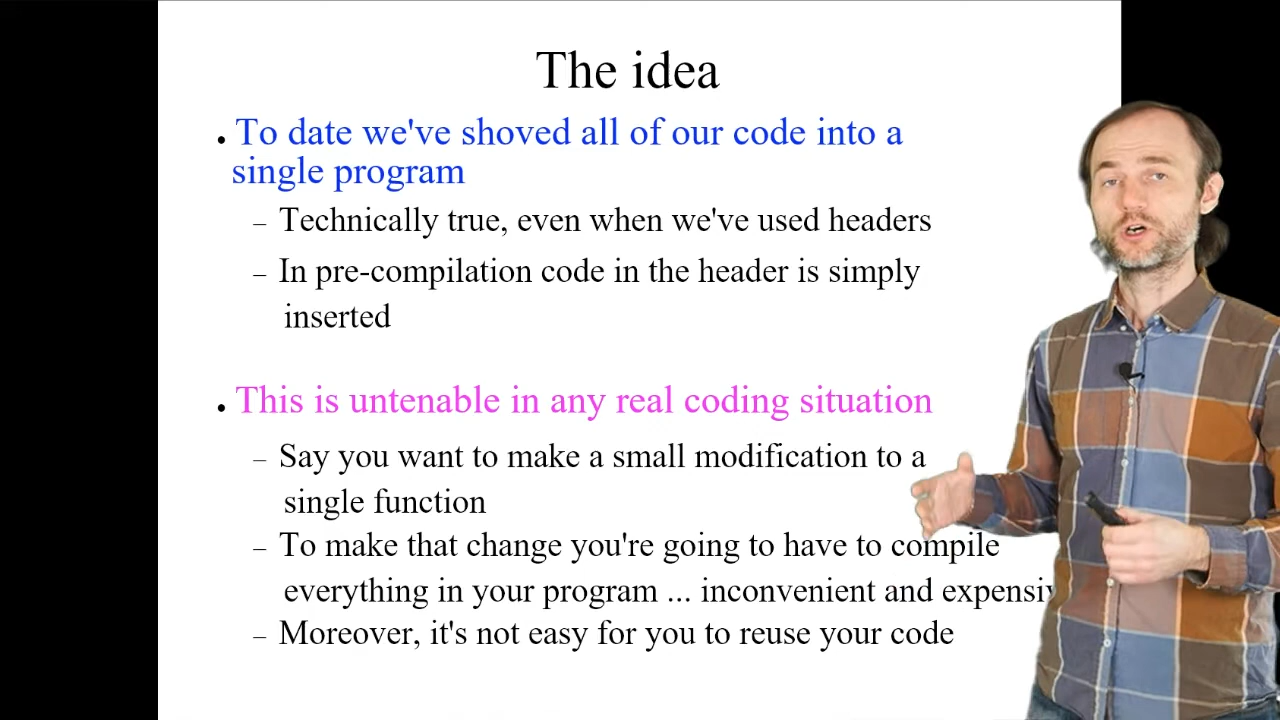 The idea
• To date we've shoved all of our code into a
single program
– Technically true, even when we've used headers
– In pre-compilation code in the header is simply
inserted
• This is untenable in any real coding situation
– Say you want to make a small modification to a
single function
– To make that change you're going to have to compile
everything in your program ... inconvenient and expensiv
– Moreover, it's not easy for you to reuse your code